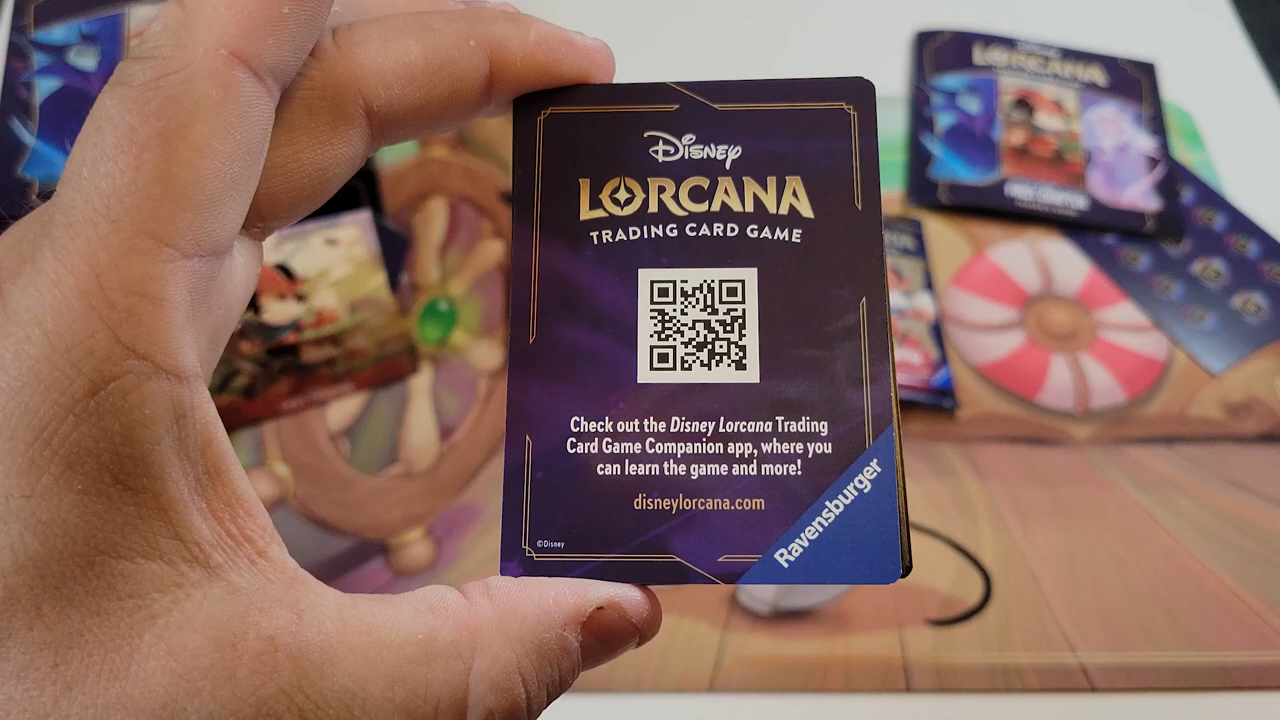 Disney
LORCANA
TRADING CARD GAME
Check out the Disney Lorcana Trading
Card Game Companion app, where you
can learn the game and more!
disneylorcana.com
©Disney
Ravensburger
Disney
LORCANA